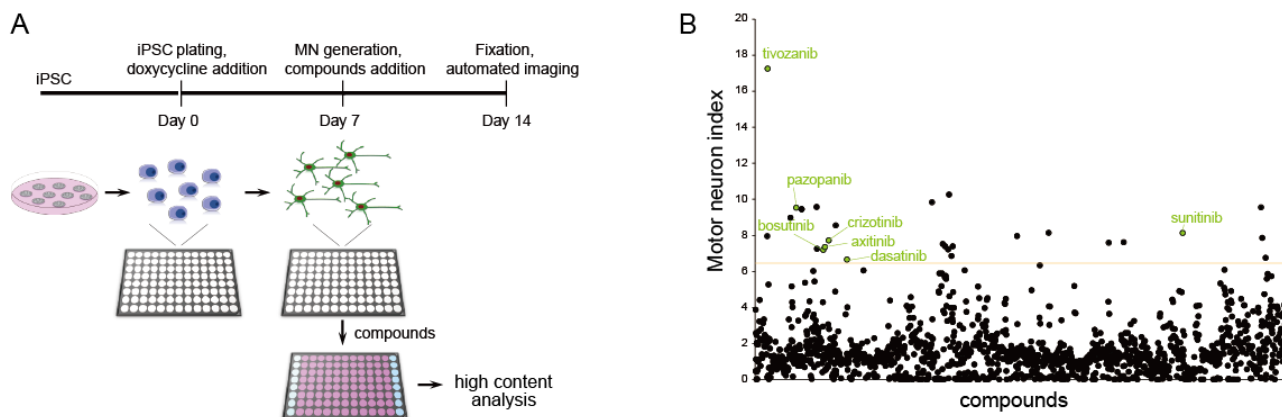 A
iPSC plating,
doxycycline addition
MN generation,
compounds addition
Fixation,
automated imaging
iPSC
Day 0
Day 7
Day 14
compounds
high content
analysis
B
Motor neuron index
20
18
16
14
12
10
8
6
4
2
0
tivozanib
pazopanib
bosutinib
crizotinib
axitinib
dasatinib
sunitinib
compounds